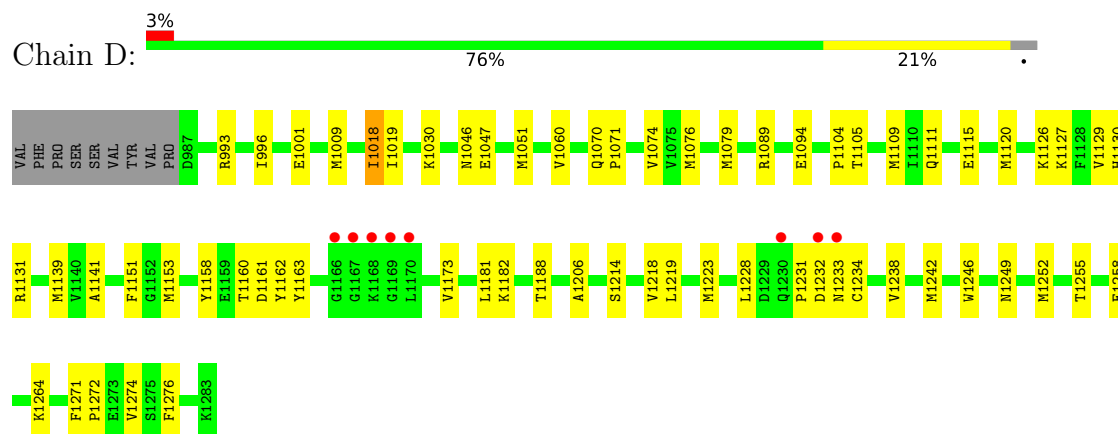 3%
Chain D:
76% 21% •
VAL PHE PRO SER SER VAL TYR VAL PRO D987 R993 I996 E1001 M1009 I1018 I1019 K1030 N1046 E1047 M1051 V1060 Q1070 P1071 V1074 V1075 M1076 M1079 R1089 E1094 P1104 T1105 M1109 I1110 Q1111 E1115 M1120 K1126 K1127 F1128 V1129 H1130
R1131 M1139 V1140 A1141 F1151 G1152 M1153 Y1158 E1159 T1160 D1161 Y1162 Y1163 G1166 G1167 K1168 G1169 L1170 V1173 L1181 K1182 T1188 A1206 S1214 V1218 L1219 M1223 L1228 D1229 Q1230 P1231 D1232 N1233 C1234 V1238 M1242 W1246 N1249 M1252 T1255
K1264 F1271 P1272 E1273 V1274 S1275 F1276 K1283